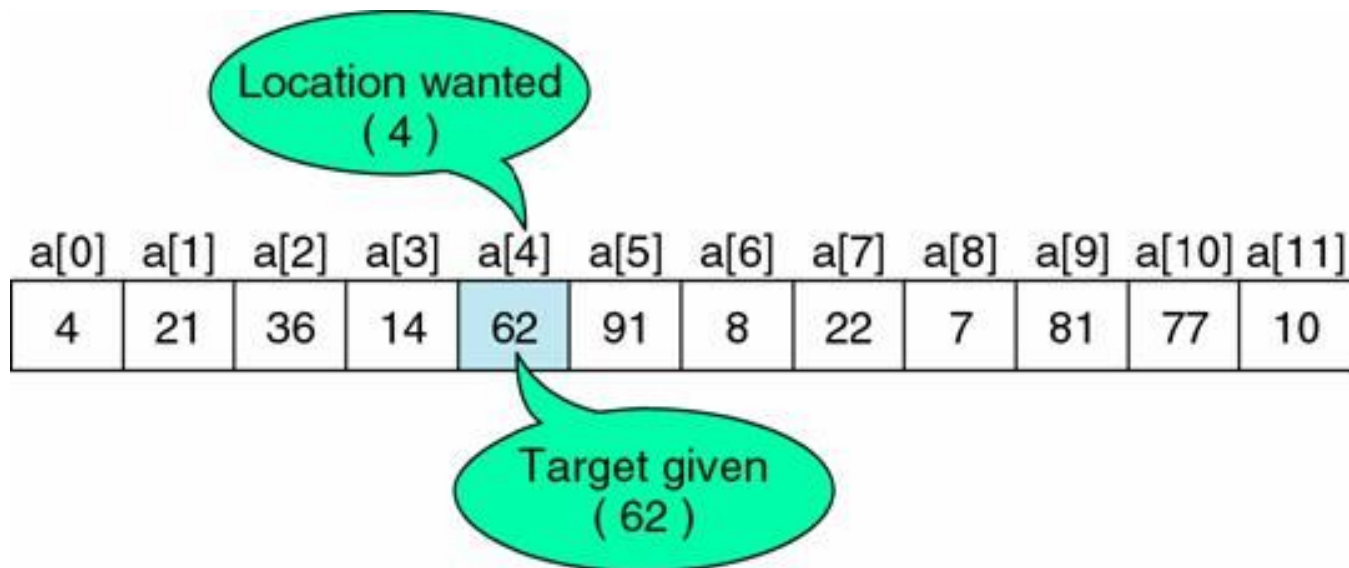 Location wanted
( 4 )
a[0] a[1] a[2] a[3] a[4] a[5] a[6] a[7] a[8] a[9] a[10] a[11]
4 21 36 14 62 91 8 22 7 81 77 10
Target given
( 62 )